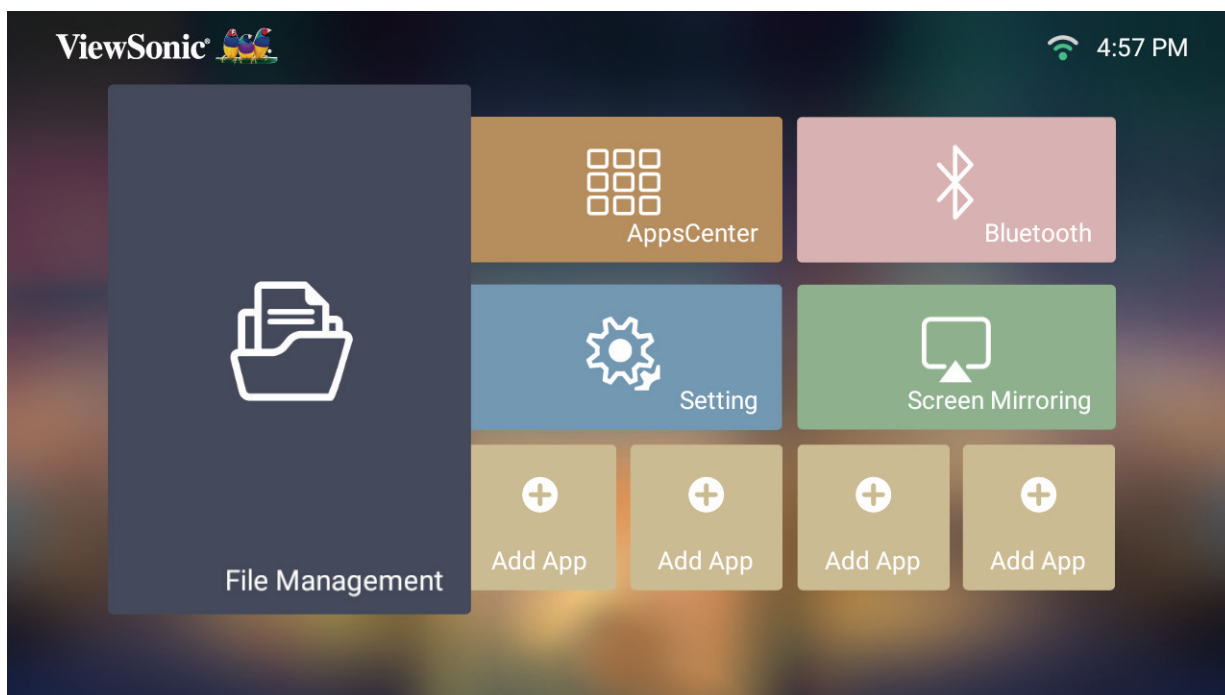 ViewSonic®
4:57 PM
AppsCenter
Bluetooth
Setting
Screen Mirroring
Add App
Add App
Add App
Add App
File Management